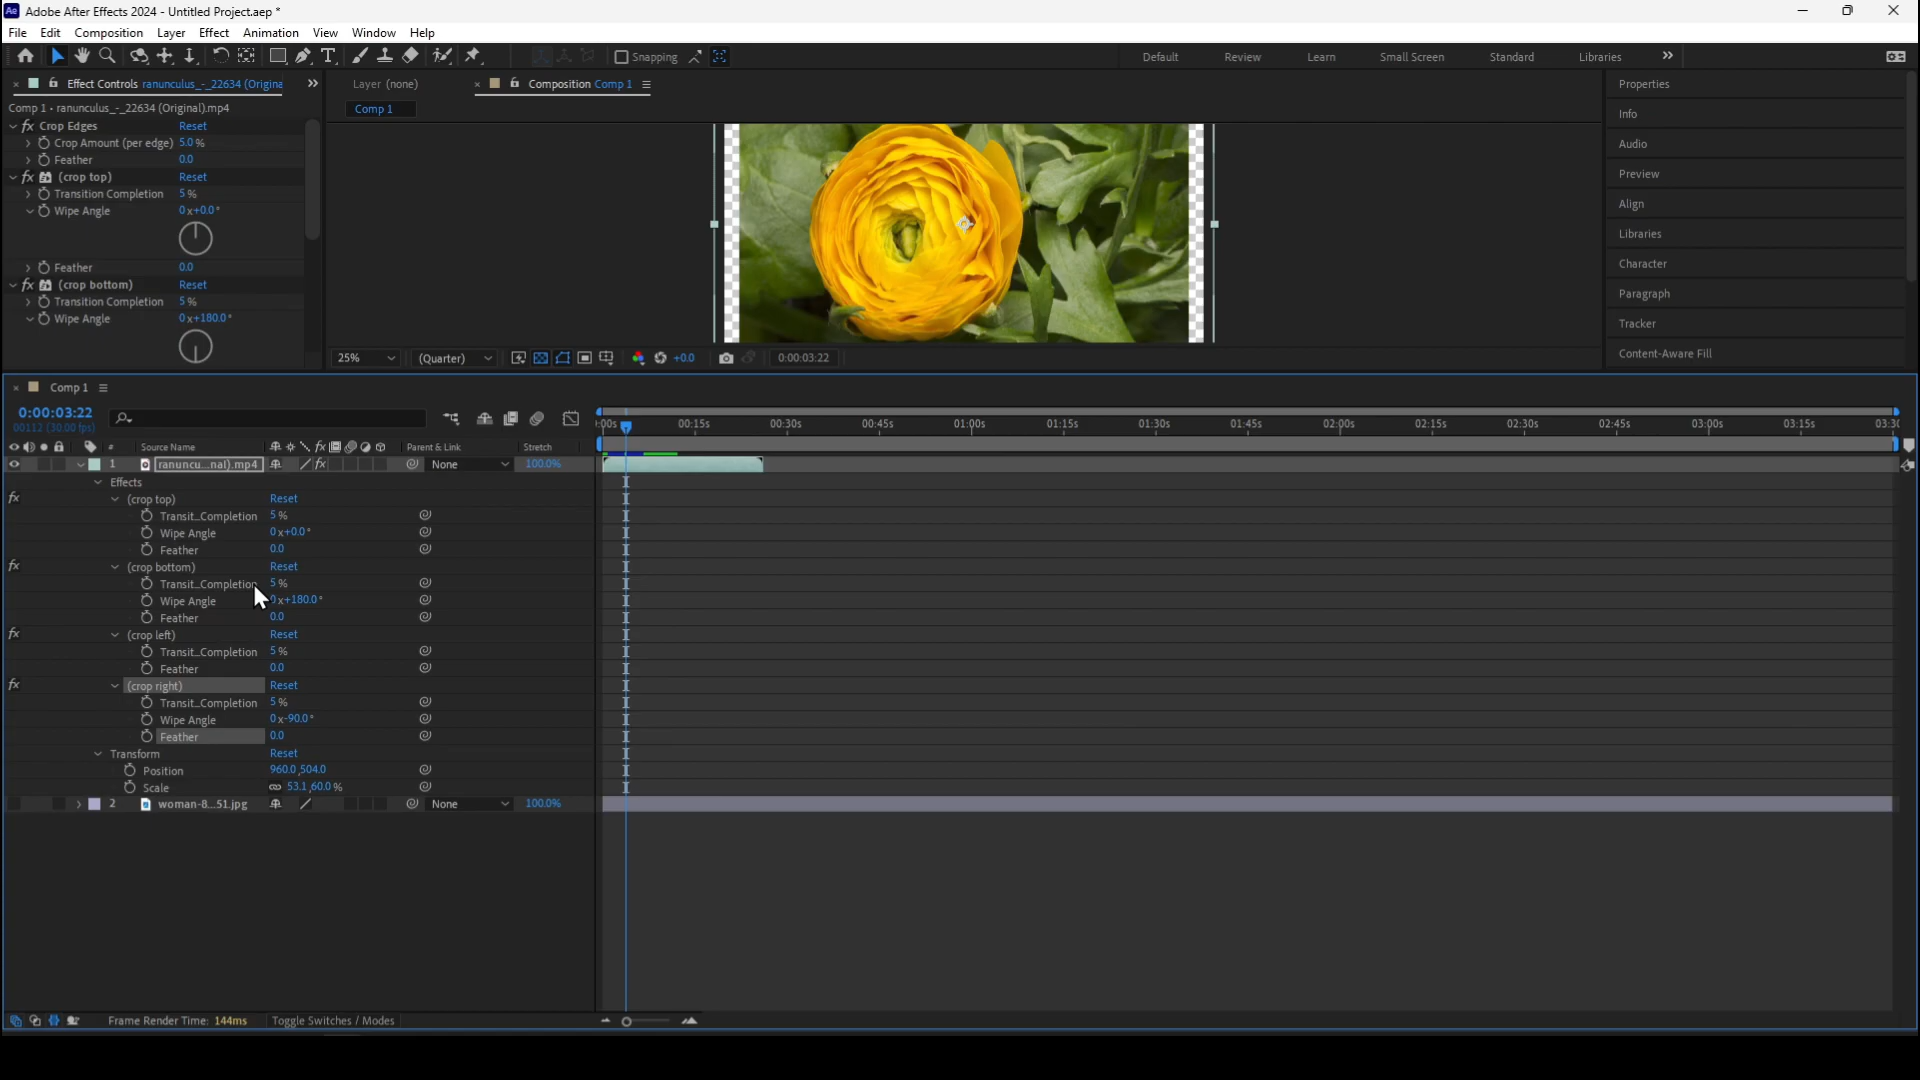 Ae Adobe After Effects 2024 - Untitled Project.aep *
File Edit Composition Layer Effect Animation View Window Help
Snapping Default Review Learn Small Screen Standard Libraries
Effect Controls ranunculus_-_22634 (Origina
Layer (none)
Composition Comp 1
Properties
Comp 1 • ranunculus_-_22634 (Original).mp4
Comp 1
Info
fx Crop Edges Reset
Crop Amount (per edge) 5.0 %
Audio
Feather 0.0
fx (crop top) Reset
Preview
Transition Completion 5 %
Align
Wipe Angle 0x+0.0°
Libraries
Feather 0.0
Character
fx (crop bottom) Reset
Paragraph
Transition Completion 5 %
Wipe Angle 0x+180.0°
Tracker
25% (Quarter) +0.0 0:00:03:22
Content-Aware Fill
Comp 1
0:00:03:22
00112 (30.00 fps)
:00s 00:15s 00:30s 00:45s 01:00s 01:15s 01:30s 01:45s 02:00s 02:15s 02:30s 02:45s 03:00s 03:15s 03:30
# Source Name fx Parent & Link Stretch
1 ranuncu...nal).mp4 fx None 100.0%
Effects
fx (crop top) Reset
Transit...Completion 5 %
Wipe Angle 0x+0.0°
Feather 0.0
fx (crop bottom) Reset
Transit...Completion 5 %
Wipe Angle 0x+180.0°
Feather 0.0
fx (crop left) Reset
Transit...Completion 5 %
Feather 0.0
fx (crop right) Reset
Transit...Completion 5 %
Wipe Angle 0x-90.0°
Feather 0.0
Transform Reset
Position 960.0,504.0
Scale 53.1,60.0 %
2 woman-8...51.jpg None 100.0%
Frame Render Time: 144ms Toggle Switches / Modes